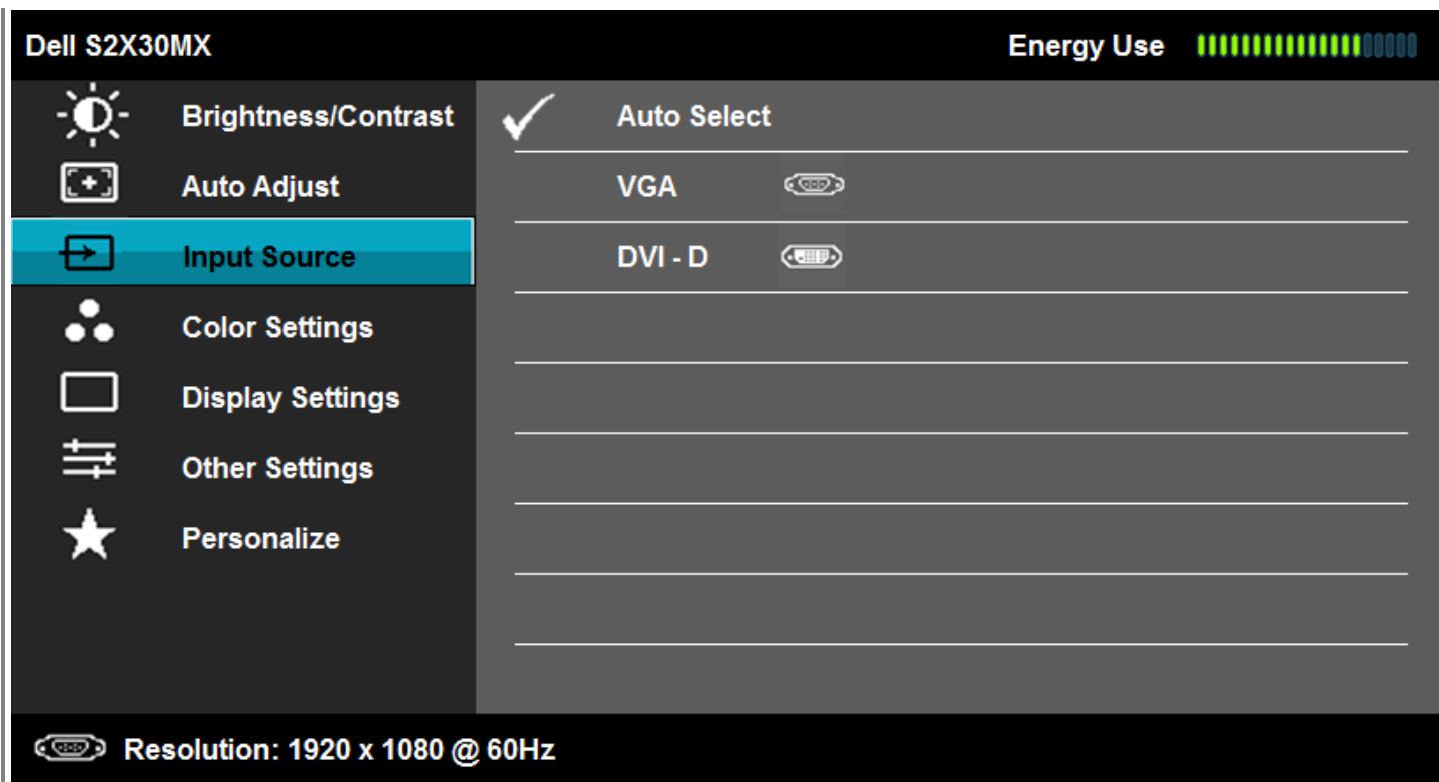 Dell S2X30MX Energy Use
Brightness/Contrast Auto Select
Auto Adjust VGA
Input Source DVI - D
Color Settings
Display Settings
Other Settings
Personalize
Resolution: 1920 x 1080 @ 60Hz